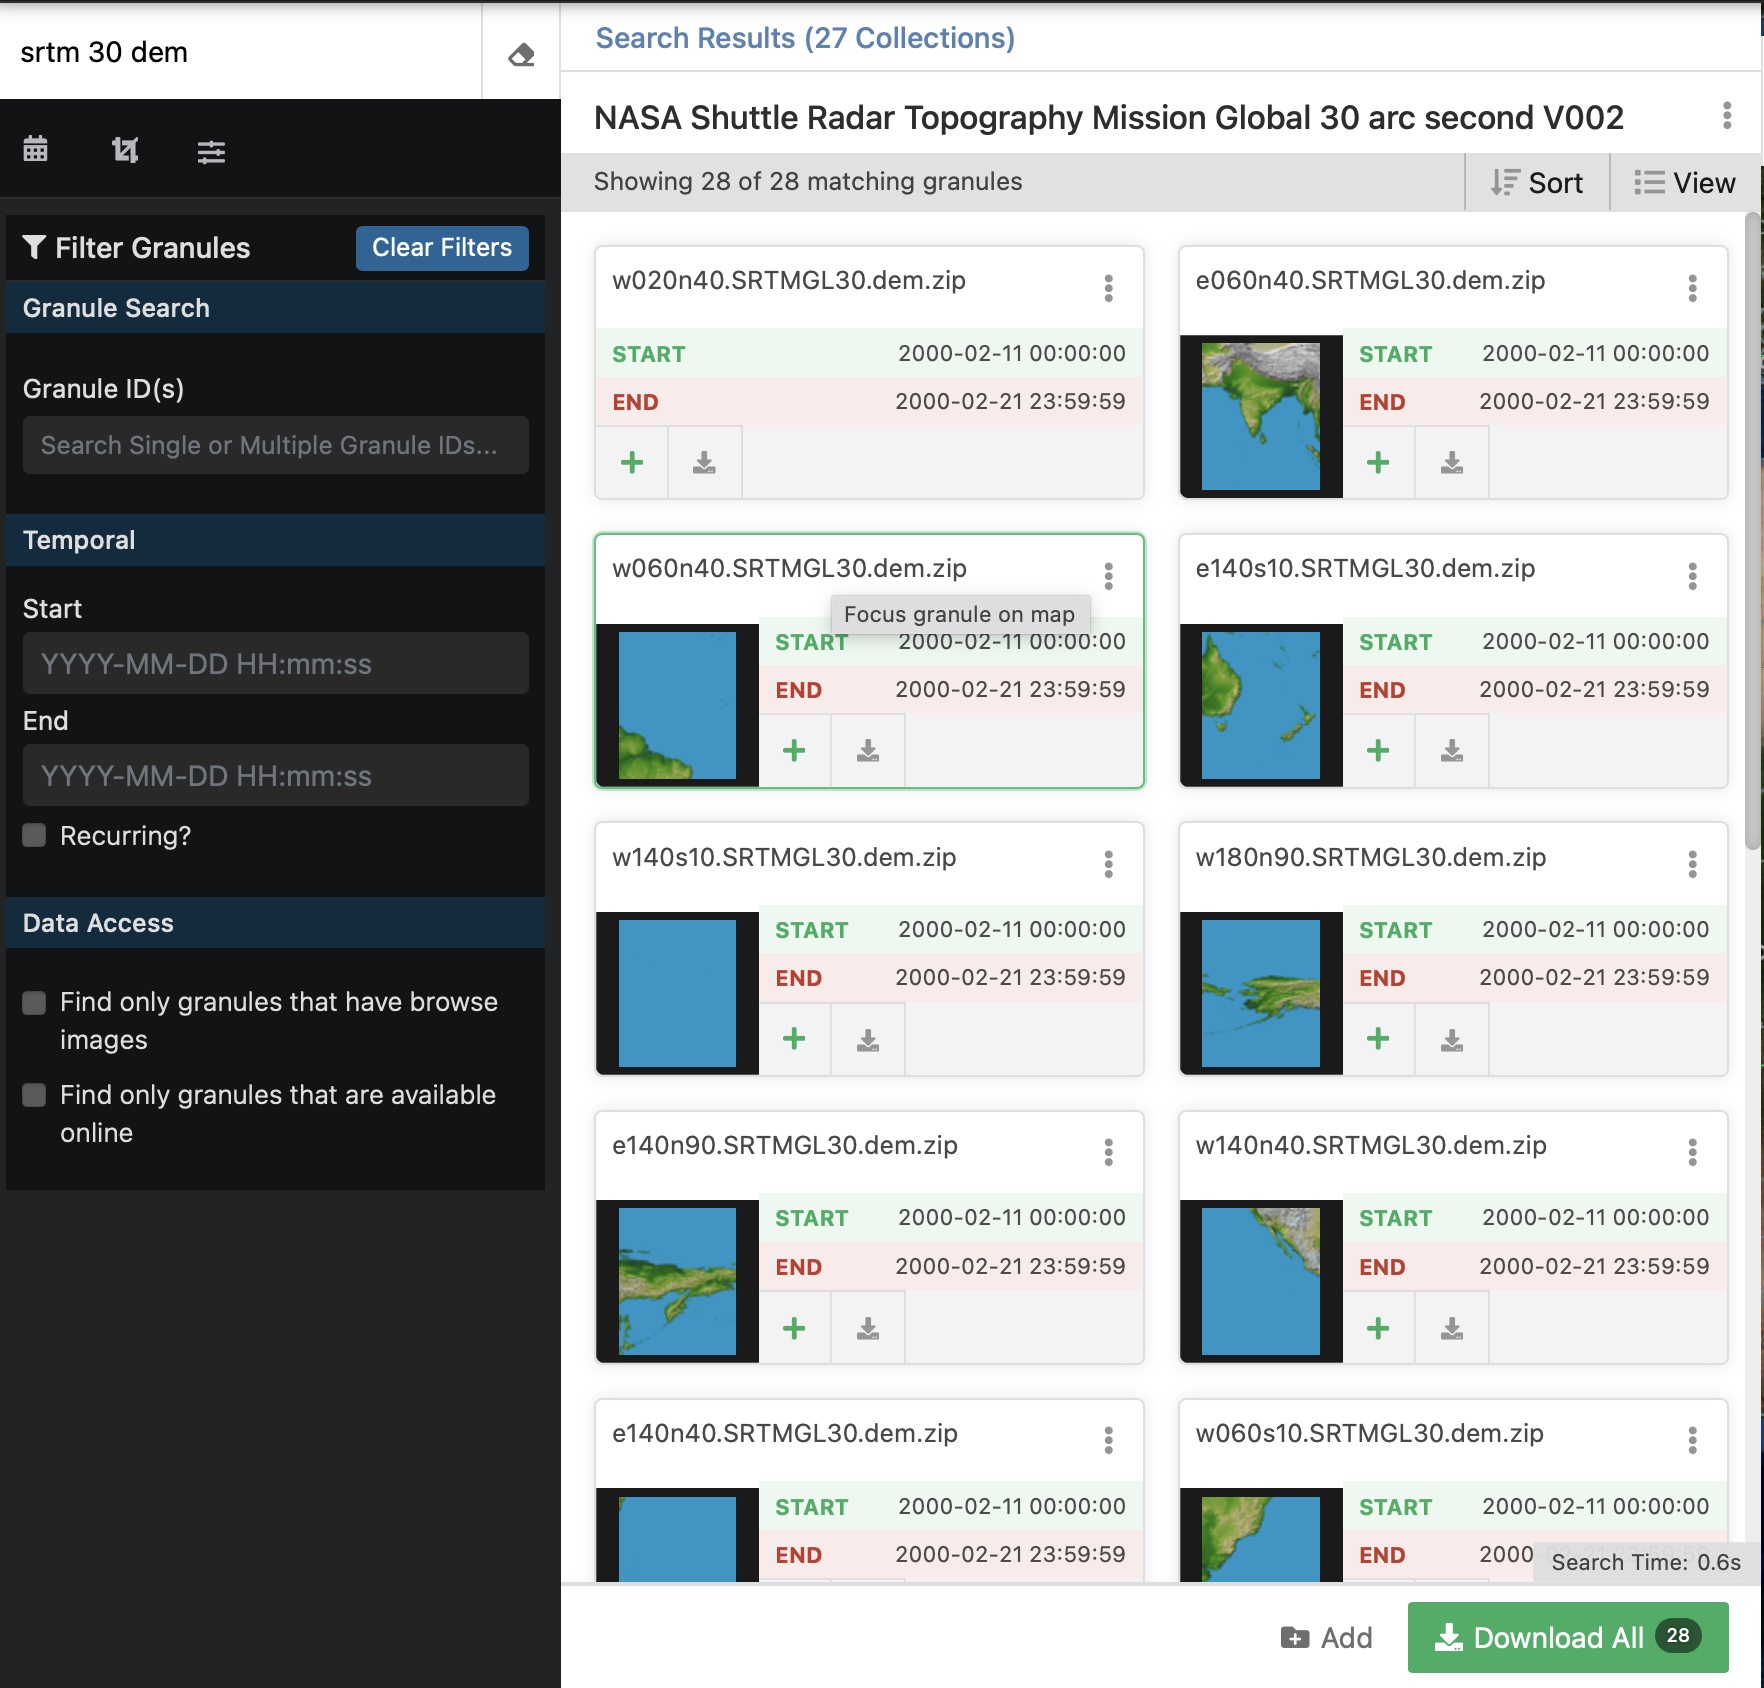 srtm 30 dem
Filter Granules
Clear Filters
Granule Search
Granule ID(s)
Search Single or Multiple Granule IDs...
Temporal
Start
YYYY-MM-DD HH:mm:ss
End
YYYY-MM-DD HH:mm:ss
Recurring?
Data Access
Find only granules that have browse
images
Find only granules that are available
online
Search Results (27 Collections)
NASA Shuttle Radar Topography Mission Global 30 arc second V002
Showing 28 of 28 matching granules
Sort
View
w020n40.SRTMGL30.dem.zip
START 2000-02-11 00:00:00
END 2000-02-21 23:59:59
e060n40.SRTMGL30.dem.zip
START 2000-02-11 00:00:00
END 2000-02-21 23:59:59
w060n40.SRTMGL30.dem.zip
Focus granule on map
START 2000-02-11 00:00:00
END 2000-02-21 23:59:59
e140s10.SRTMGL30.dem.zip
START 2000-02-11 00:00:00
END 2000-02-21 23:59:59
w140s10.SRTMGL30.dem.zip
START 2000-02-11 00:00:00
END 2000-02-21 23:59:59
w180n90.SRTMGL30.dem.zip
START 2000-02-11 00:00:00
END 2000-02-21 23:59:59
e140n90.SRTMGL30.dem.zip
START 2000-02-11 00:00:00
END 2000-02-21 23:59:59
w140n40.SRTMGL30.dem.zip
START 2000-02-11 00:00:00
END 2000-02-21 23:59:59
e140n40.SRTMGL30.dem.zip
START 2000-02-11 00:00:00
END 2000-02-21 23:59:59
w060s10.SRTMGL30.dem.zip
START 2000-02-11 00:00:00
END 2000
Search Time: 0.6s
Add
Download All 28